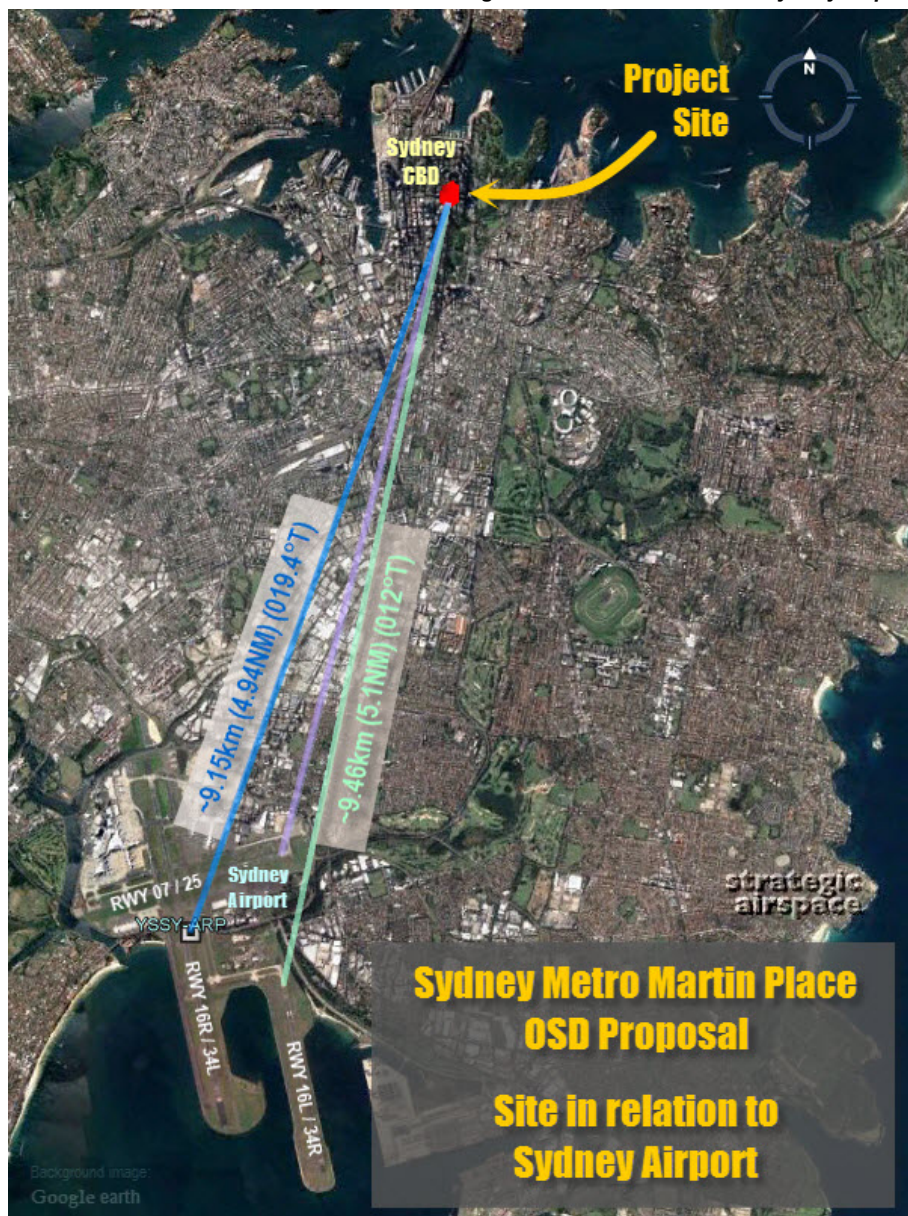 N
Project
Site
Sydney
CBD
~9.15km (4.94NM) (019.4°T)
~9.46km (5.1NM) (012°T)
RWY 07 / 25
Sydney
Airport
YSSY-ARP
strategic
airspace
RWY 16R / 34L
RWY 16L / 34R
Sydney Metro Martin Place
OSD Proposal
Site in relation to
Sydney Airport
Background image:
Google earth